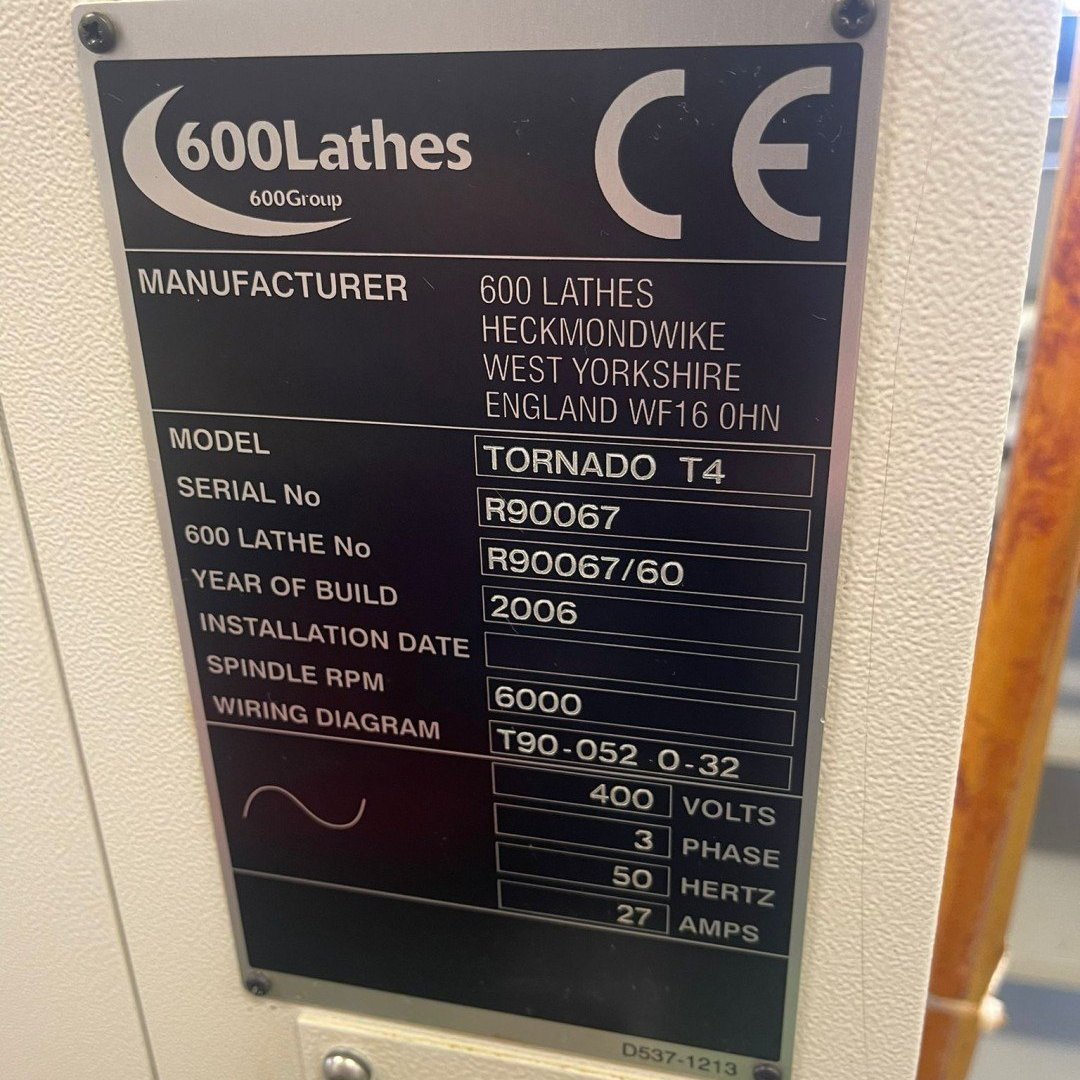 600Lathes
600Group
CE
MANUFACTURER 600 LATHES
HECKMONDWIKE
WEST YORKSHIRE
ENGLAND WF16 0HN
MODEL TORNADO T4
SERIAL No R90067
600 LATHE No R90067/60
YEAR OF BUILD 2006
INSTALLATION DATE
SPINDLE RPM 6000
WIRING DIAGRAM T90-052 0-32
400 VOLTS
3 PHASE
50 HERTZ
27 AMPS
D537-1213